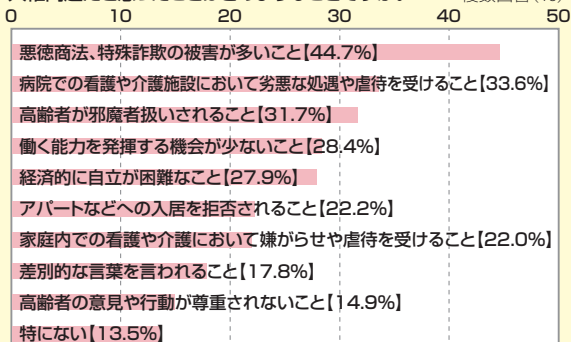 複数回答(%)
0 10 20 30 40 50
悪徳商法、特殊詐欺の被害が多いこと【44.7%】
病院での看護や介護施設において劣悪な処遇や虐待を受けること【33.6%】
高齢者が邪魔者扱いされること【31.7%】
働く能力を発揮する機会が少ないこと【28.4%】
経済的に自立が困難なこと【27.9%】
アパートなどへの入居を拒否されること【22.2%】
家庭内での看護や介護において嫌がらせや虐待を受けること【22.0%】
差別的な言葉を言われること【17.8%】
高齢者の意見や行動が尊重されないこと【14.9%】
特にない【13.5%】